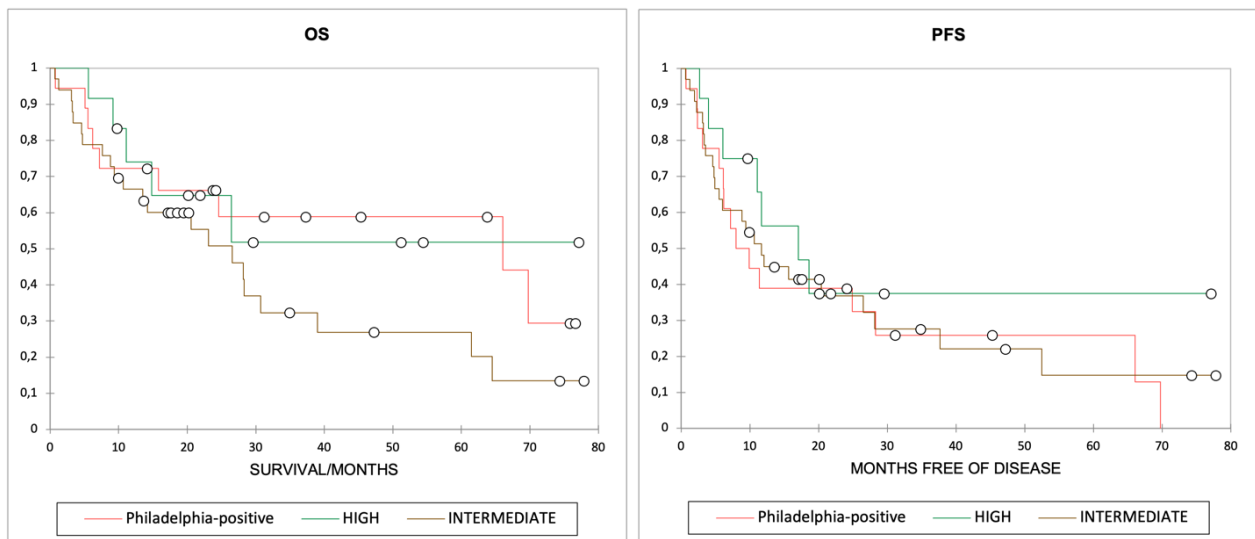 OS
1
0,9
0,8
0,7
0,6
0,5
0,4
0,3
0,2
0,1
0
0 10 20 30 40 50 60 70 80
SURVIVAL/MONTHS
Philadelphia-positive HIGH INTERMEDIATE
PFS
1
0,9
0,8
0,7
0,6
0,5
0,4
0,3
0,2
0,1
0
0 10 20 30 40 50 60 70 80
MONTHS FREE OF DISEASE
Philadelphia-positive HIGH INTERMEDIATE